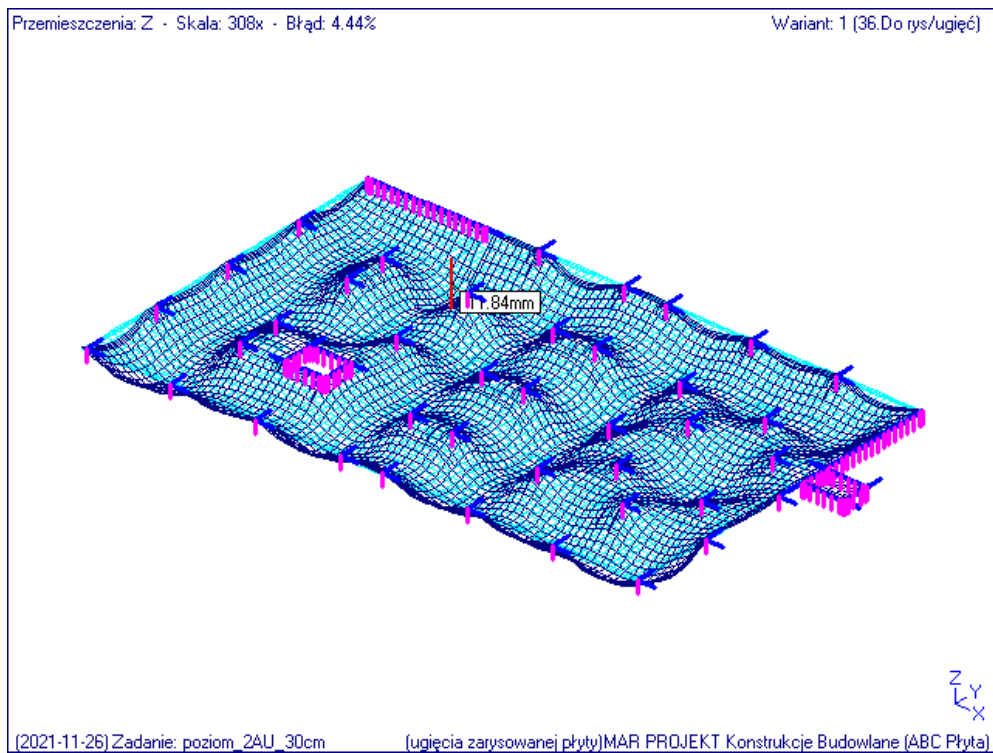 Przemieszczenia: Z - Skala: 308x - Błąd: 4.44%
Wariant: 1 (36.Do rys/ugięć)
11.84mm
Z
Y
X
(2021-11-26) Zadanie: poziom_2AU_30cm
(ugięcia zarysowanej płyty)MAR PROJEKT Konstrukcje Budowlane (ABC Płyta)